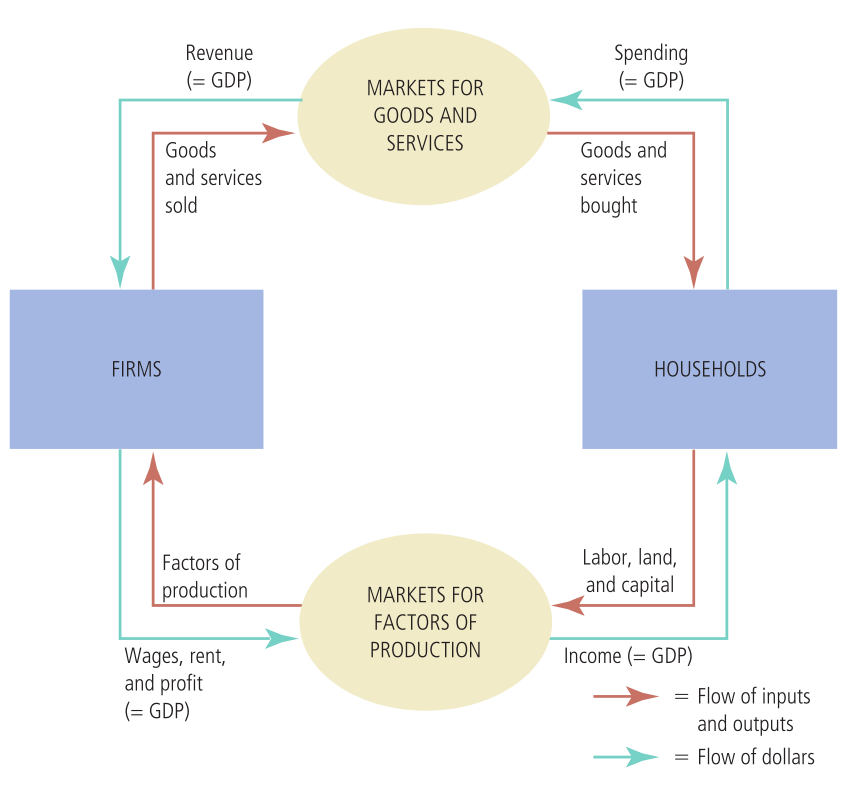 Revenue
(= GDP)
MARKETS FOR
GOODS AND
SERVICES
Spending
(= GDP)
Goods
and services
sold
Goods and
services
bought
FIRMS
HOUSEHOLDS
Factors of
production
MARKETS FOR
FACTORS OF
PRODUCTION
Labor, land,
and capital
Wages, rent,
and profit
(= GDP)
Income (= GDP)
= Flow of inputs
and outputs
= Flow of dollars